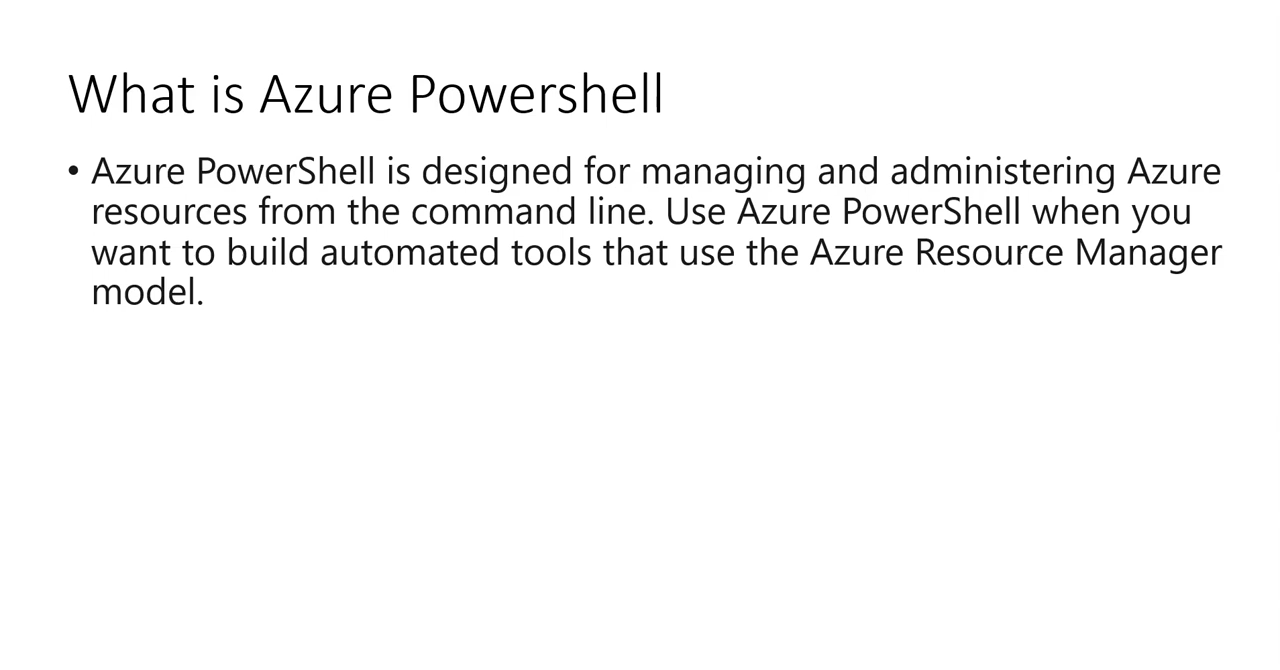 What is Azure Powershell
• Azure PowerShell is designed for managing and administering Azure
resources from the command line. Use Azure PowerShell when you
want to build automated tools that use the Azure Resource Manager
model.